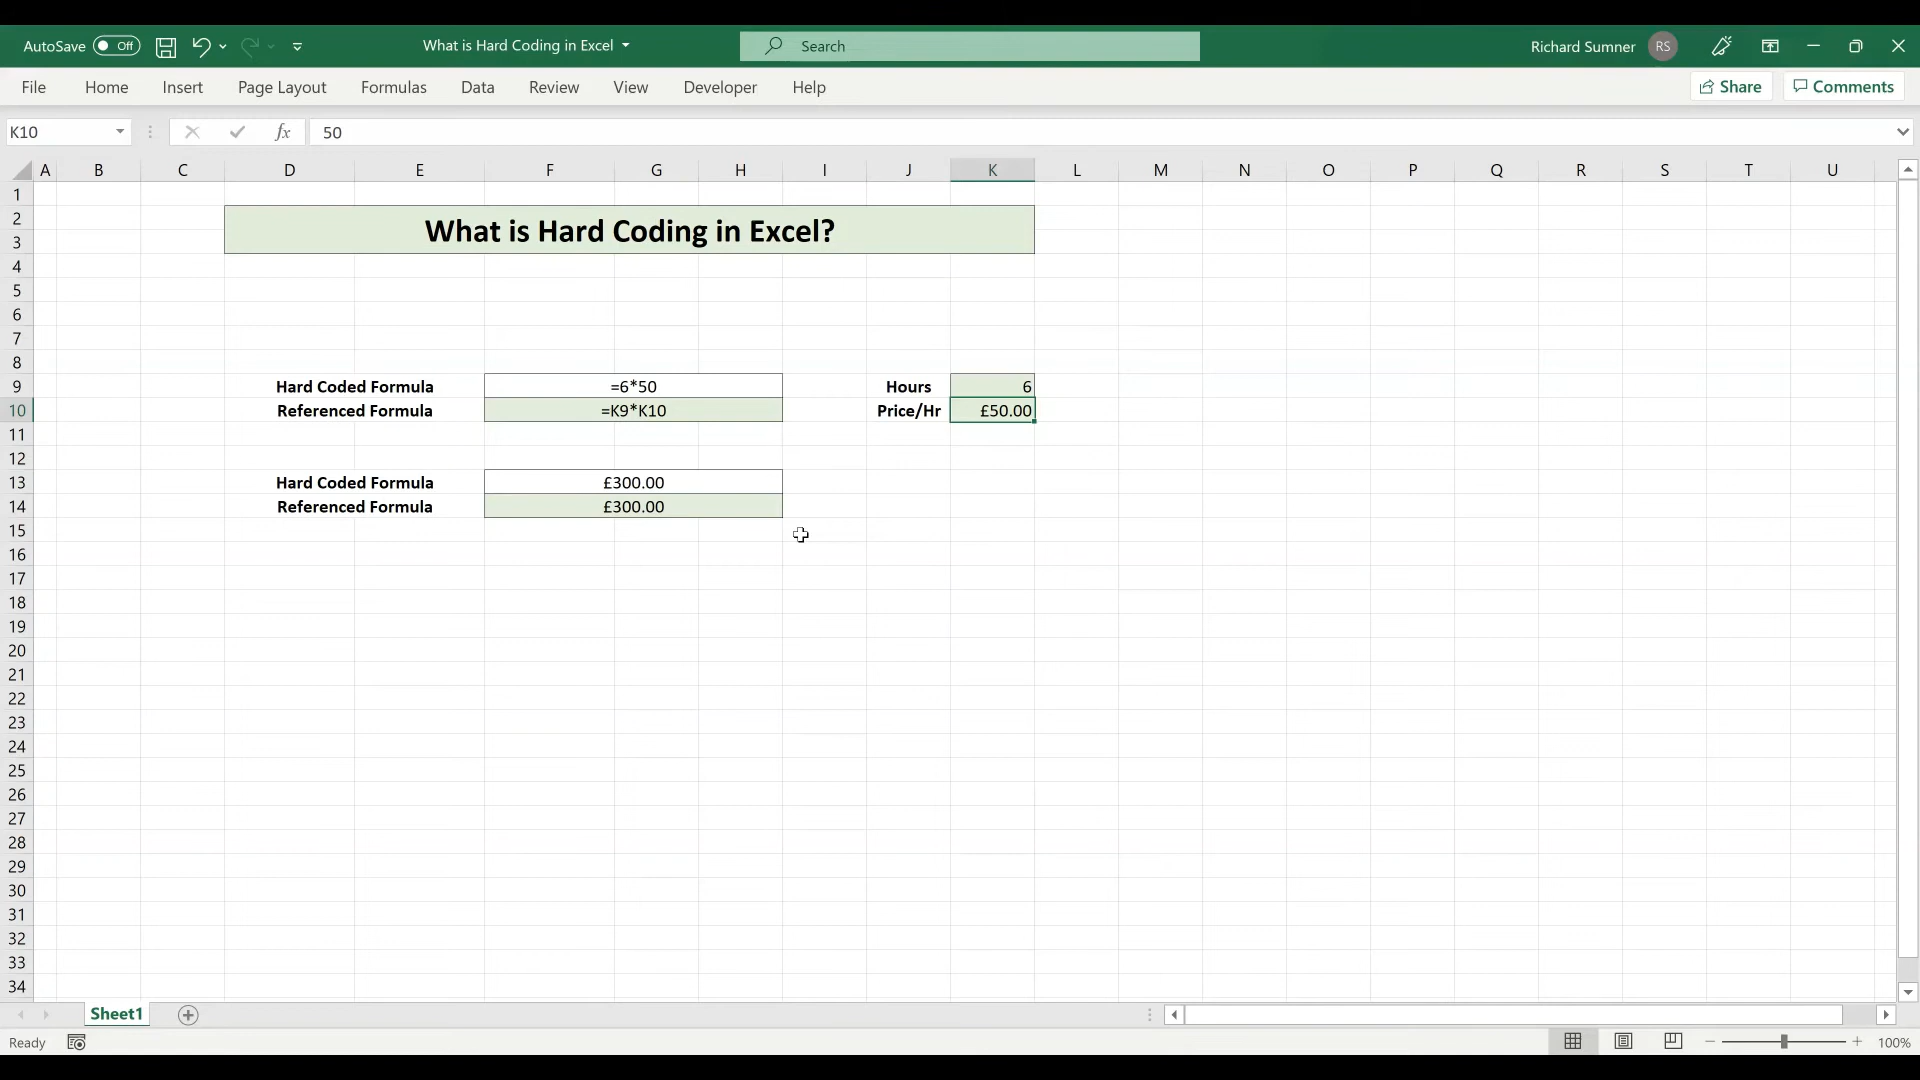 AutoSave Off What is Hard Coding in Excel Search Richard Sumner RS
File Home Insert Page Layout Formulas Data Review View Developer Help Share Comments
K10 fx 50
A B C D E F G H I J K L M N O P Q R S T U
1
2
What is Hard Coding in Excel?
3
4
5
6
7
8
9 Hard Coded Formula =6*50 Hours 6
10 Referenced Formula =K9*K10 Price/Hr £50.00
11
12
13 Hard Coded Formula £300.00
14 Referenced Formula £300.00
15
16
17
18
19
20
21
22
23
24
25
26
27
28
29
30
31
32
33
34
Sheet1
Ready 100%